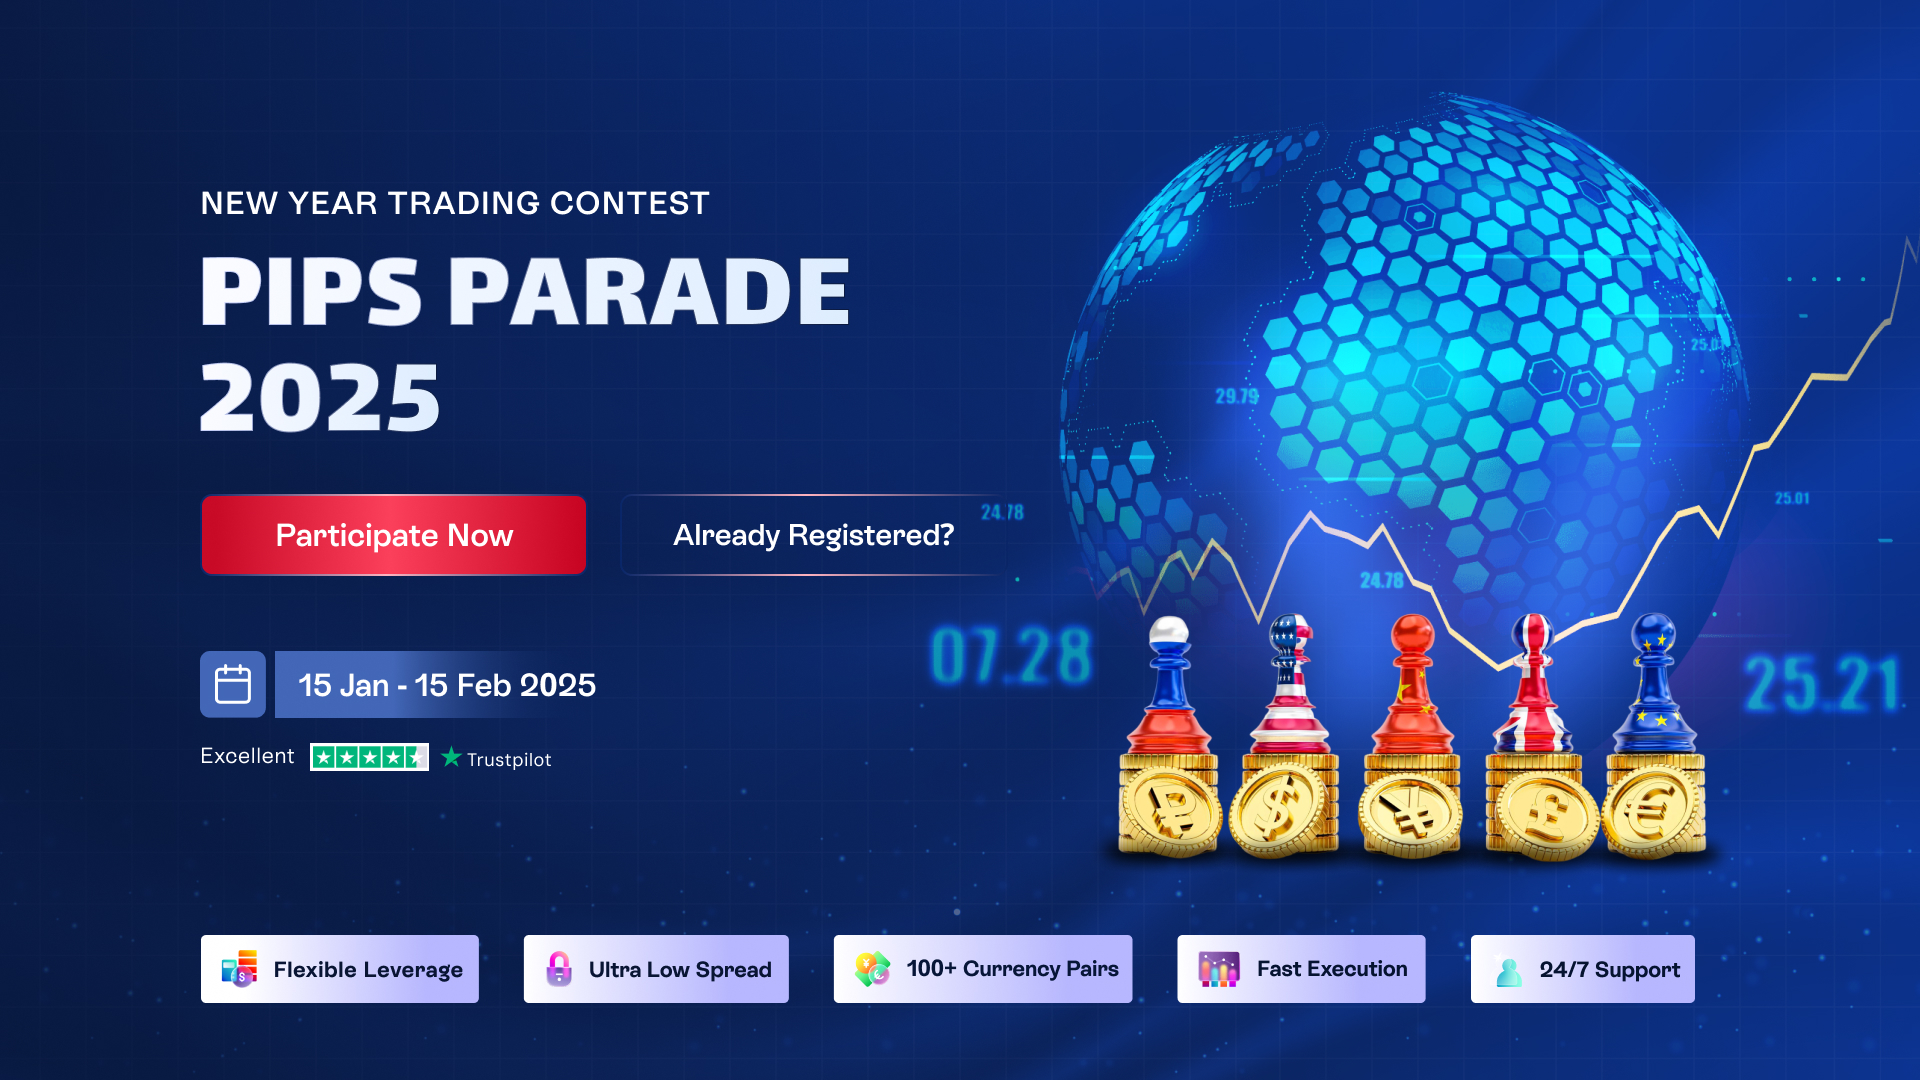 NEW YEAR TRADING CONTEST
PIPS PARADE
2025
Participate Now
Already Registered?
15 Jan - 15 Feb 2025
Excellent
Trustpilot
29.79
24.78
25.01
24.78
07.28
25.21
Flexible Leverage
Ultra Low Spread
100+ Currency Pairs
Fast Execution
24/7 Support